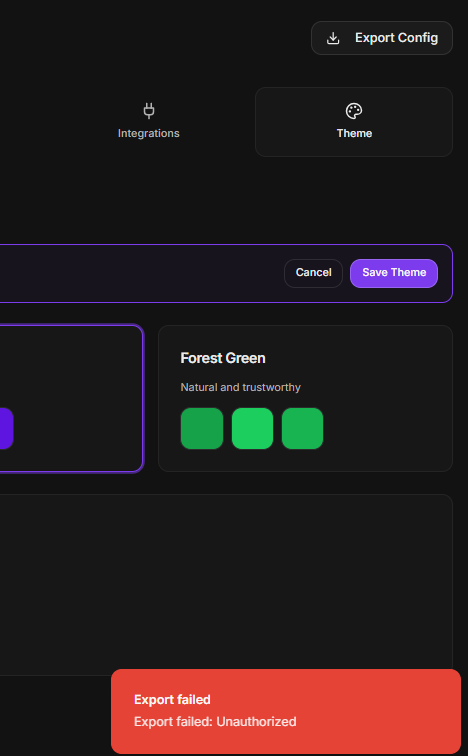 Export Config
Integrations
Theme
Cancel
Save Theme
Forest Green
Natural and trustworthy
Export failed
Export failed: Unauthorized